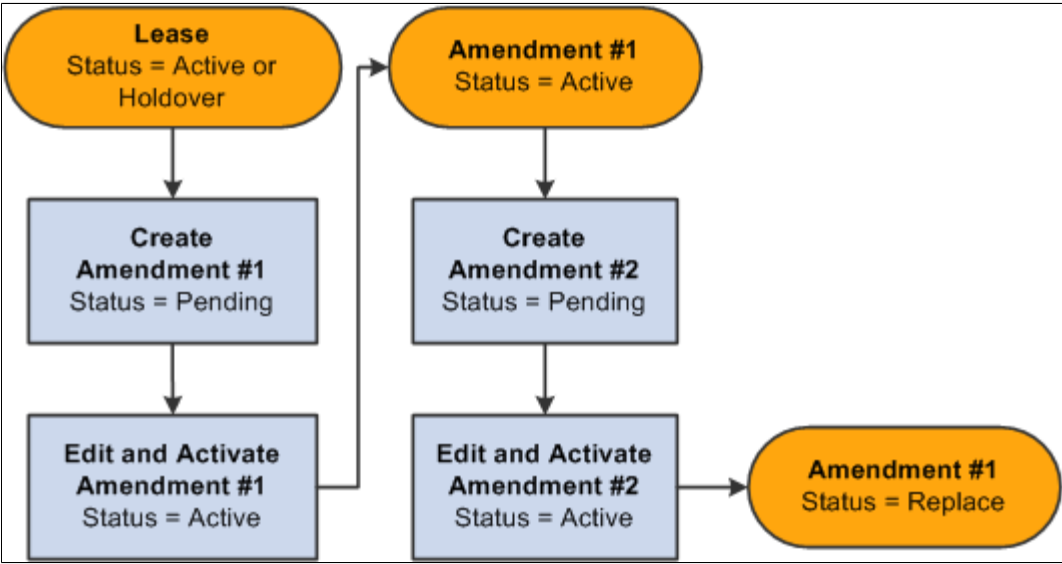 Lease
Status = Active or
Holdover
Create
Amendment #1
Status = Pending
Edit and Activate
Amendment #1
Status = Active
Amendment #1
Status = Active
Create
Amendment #2
Status = Pending
Edit and Activate
Amendment #2
Status = Active
Amendment #1
Status = Replace